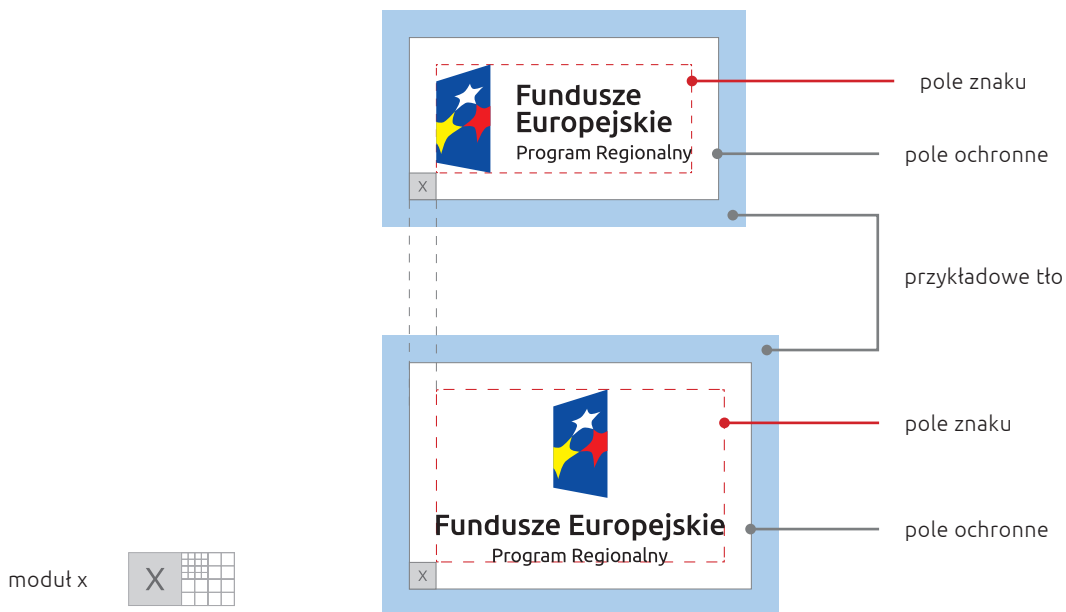 Fundusze
Europejskie
Program Regionalny
X
pole znaku
pole ochronne
przykładowe tło
Fundusze Europejskie
Program Regionalny
X
pole znaku
pole ochronne
moduł x
X